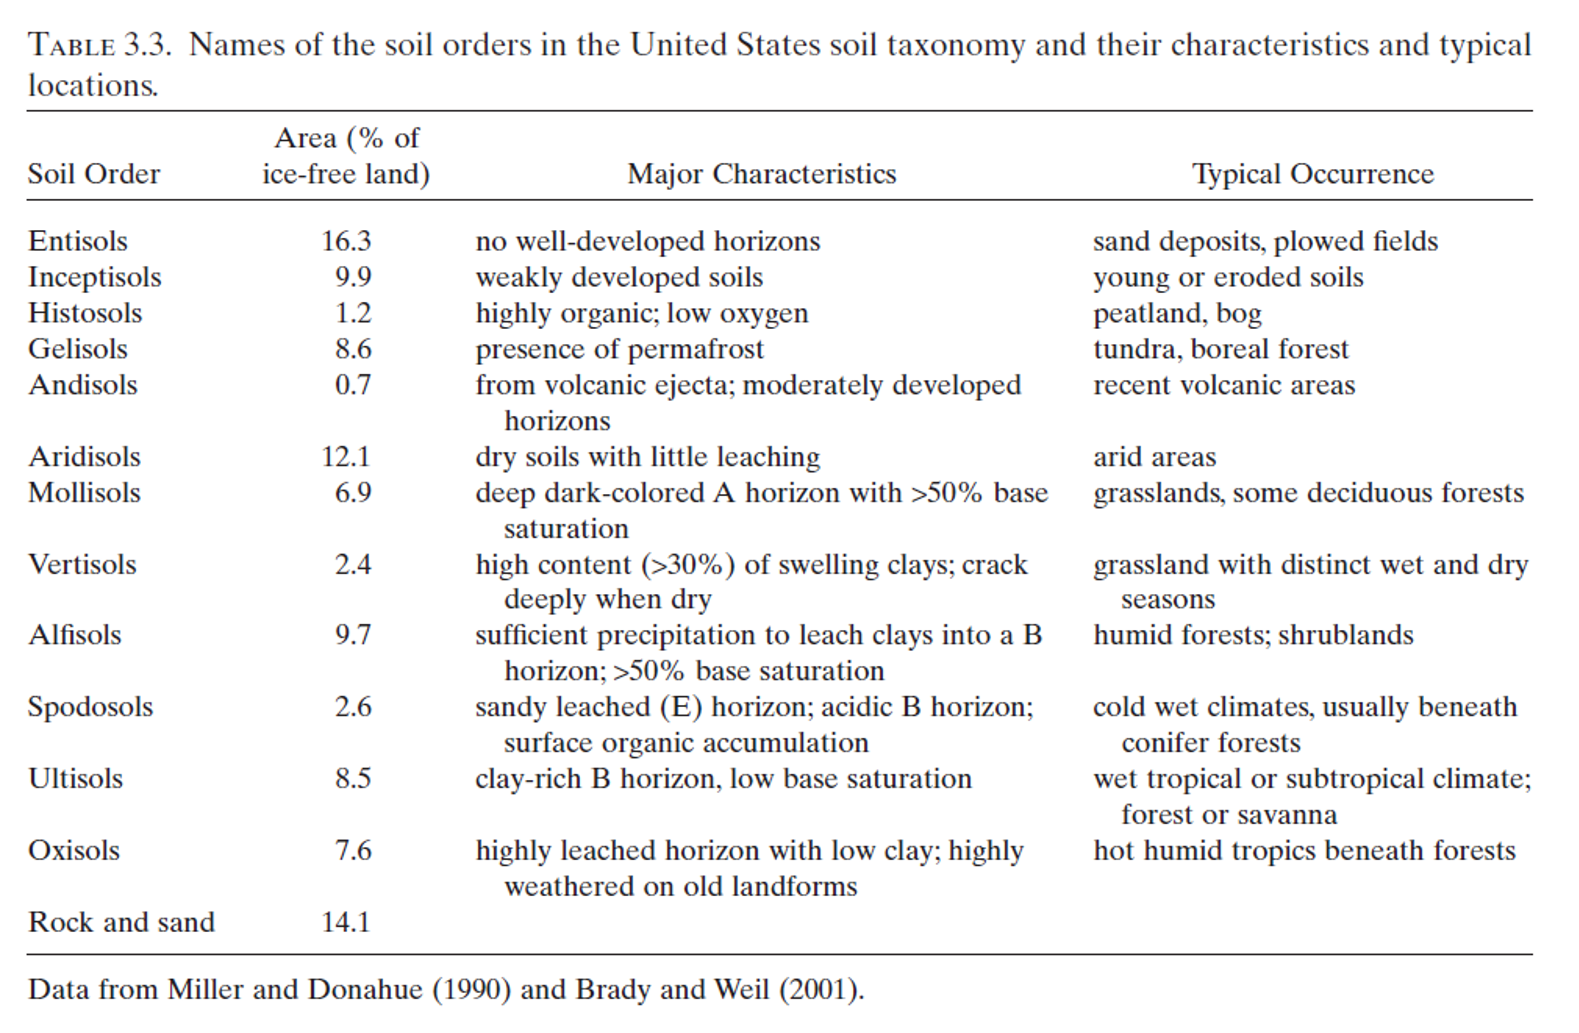 TABLE 3.3. Names of the soil orders in the United States soil taxonomy and their characteristics and typical
locations.
Area (% of
Soil Order ice-free land) Major Characteristics Typical Occurrence
Entisols 16.3 no well-developed horizons sand deposits, plowed fields
Inceptisols 9.9 weakly developed soils young or eroded soils
Histosols 1.2 highly organic; low oxygen peatland, bog
Gelisols 8.6 presence of permafrost tundra, boreal forest
Andisols 0.7 from volcanic ejecta; moderately developed recent volcanic areas
horizons
Aridisols 12.1 dry soils with little leaching arid areas
Mollisols 6.9 deep dark-colored A horizon with >50% base grasslands, some deciduous forests
saturation
Vertisols 2.4 high content (>30%) of swelling clays; crack grassland with distinct wet and dry
deeply when dry seasons
Alfisols 9.7 sufficient precipitation to leach clays into a B humid forests; shrublands
horizon; >50% base saturation
Spodosols 2.6 sandy leached (E) horizon; acidic B horizon; cold wet climates, usually beneath
surface organic accumulation conifer forests
Ultisols 8.5 clay-rich B horizon, low base saturation wet tropical or subtropical climate;
forest or savanna
Oxisols 7.6 highly leached horizon with low clay; highly hot humid tropics beneath forests
weathered on old landforms
Rock and sand 14.1
Data from Miller and Donahue (1990) and Brady and Weil (2001).